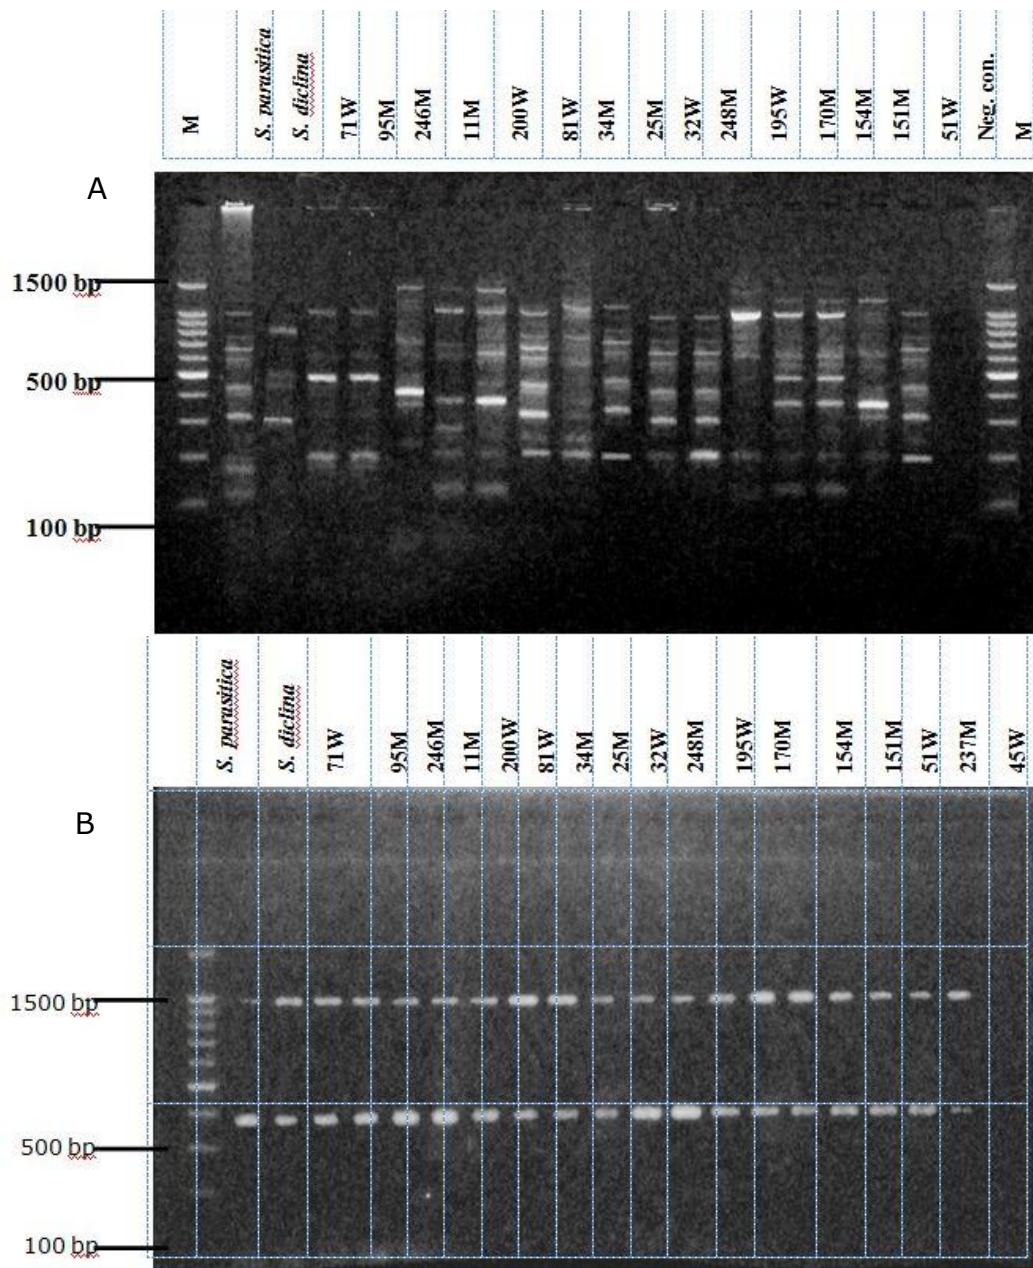 M
S. parasitica
S. diclina
71W
95M
246M
11M
200W
81W
34M
25M
32W
248M
195W
170M
154M
151M
51W
Neg. con.
M
A
1500 bp
500 bp
100 bp
S. parasitica
S. diclina
71W
95M
246M
11M
200W
81W
34M
25M
32W
248M
195W
170M
154M
151M
51W
237M
45W
B
1500 bp
500 bp
100 bp